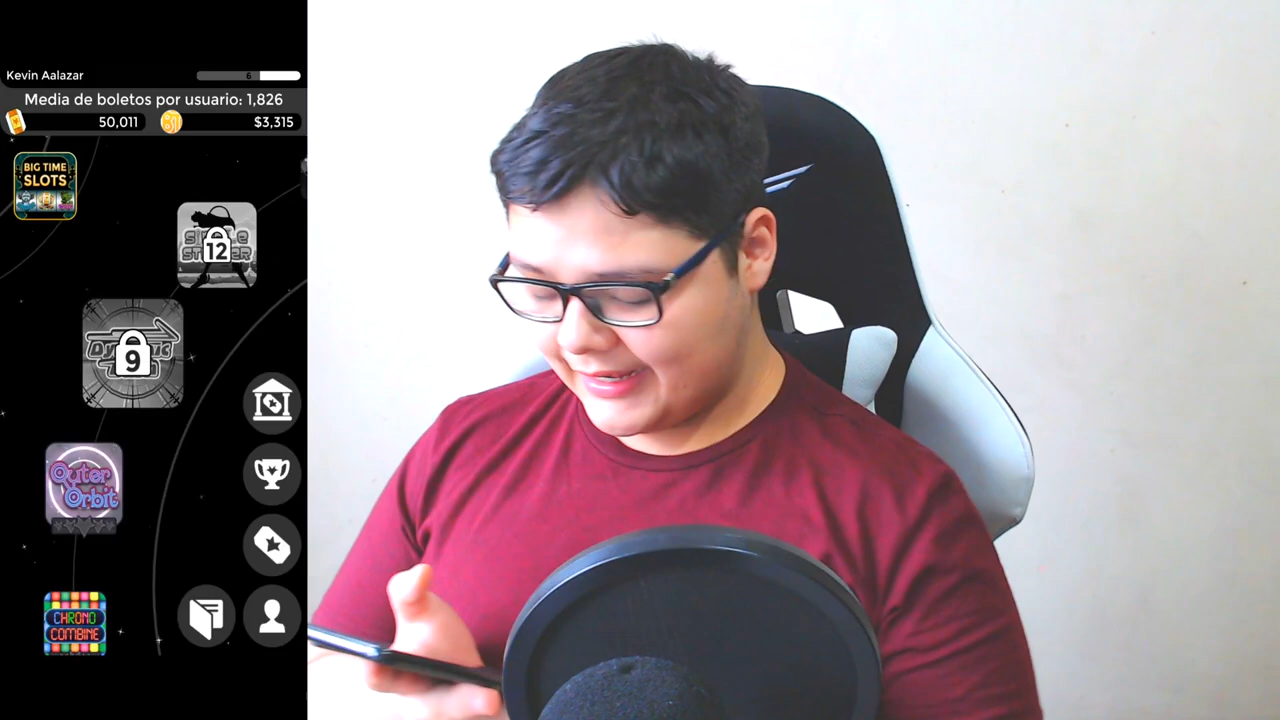 Kevin Aalazar
6
Media de boletos por usuario: 1,826
50,011
$3,315
BIG TIME
SLOTS
12
9
Outer
Orbit
CHRONO
COMBINE